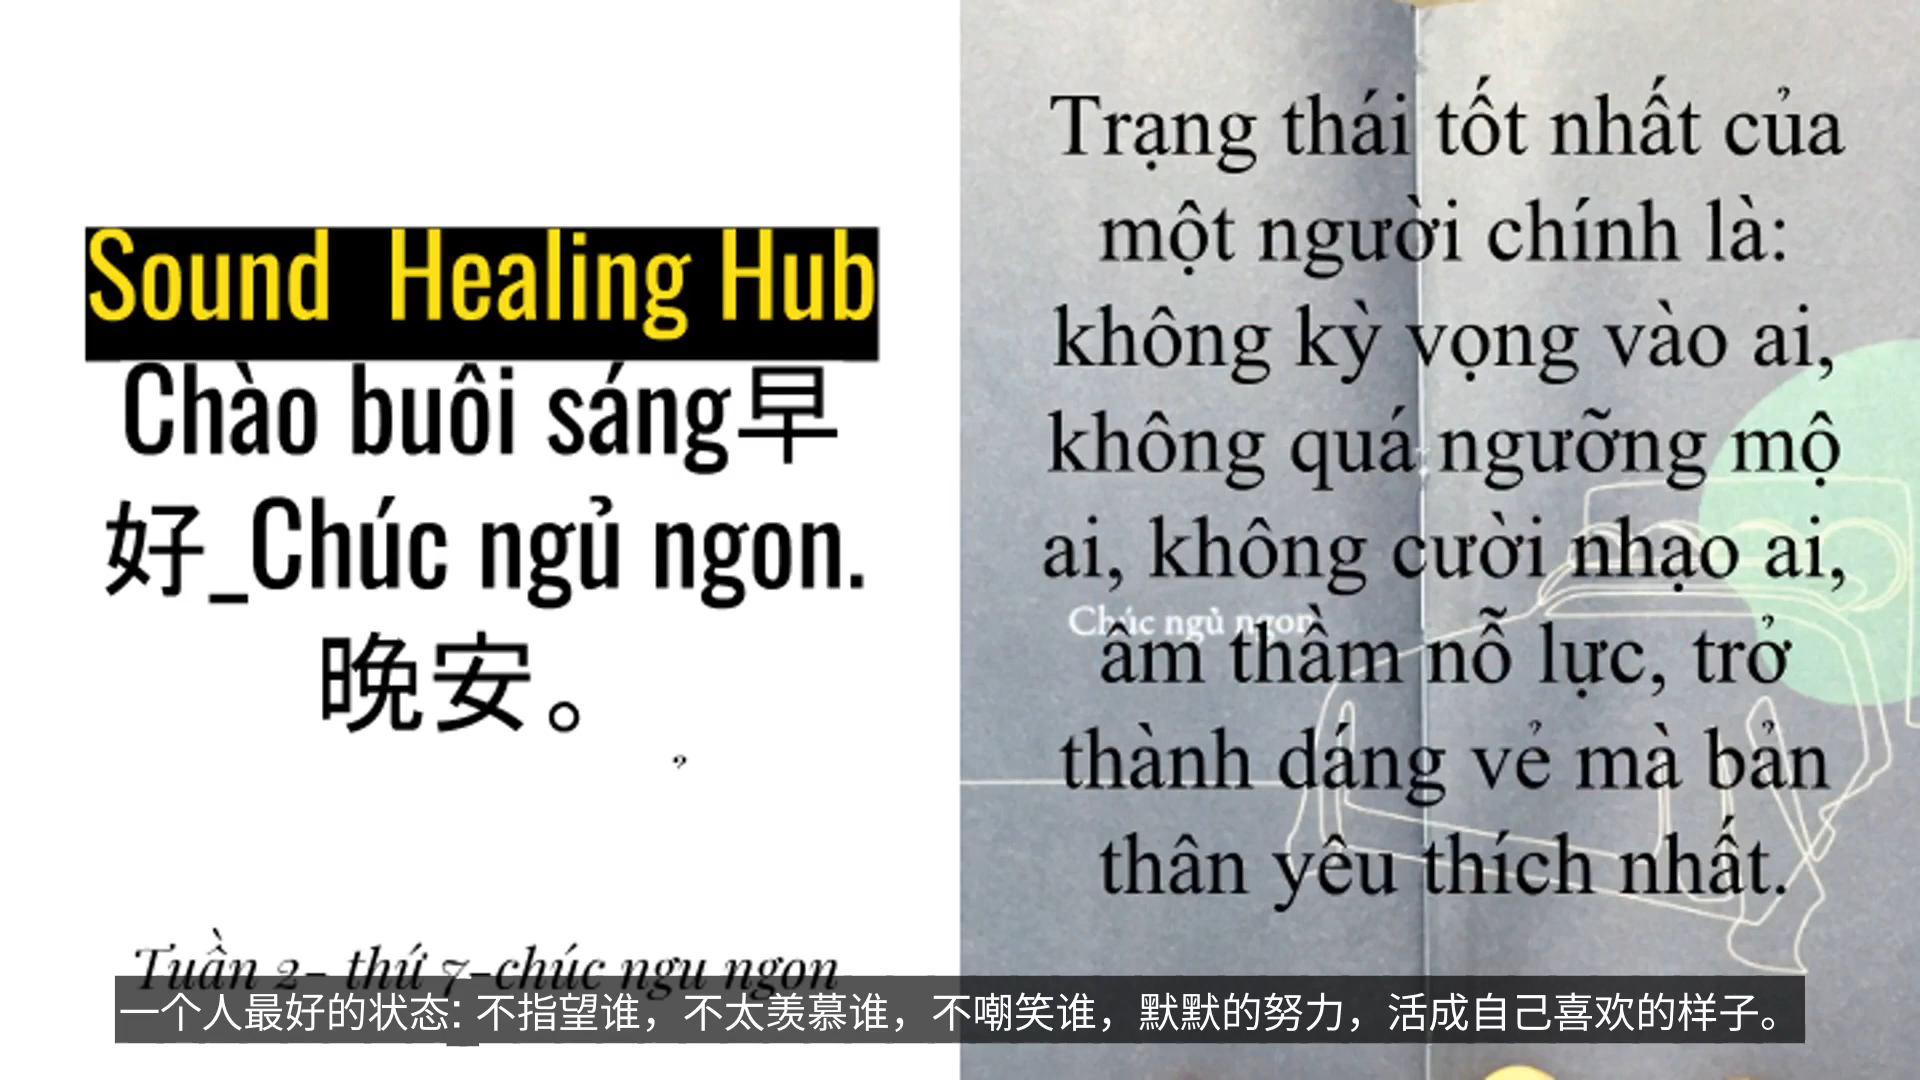 Sound Healing Hub
Chào buôi sáng早
好_Chúc ngủ ngon.
晚安。
Tuần 2- thứ 7-chúc ngu ngon
Trạng thái tốt nhất của
một người chính là:
không kỳ vọng vào ai,
không quá ngưỡng mộ
ai, không cười nhạo ai,
Chúc ngủ ngon
âm thầm nỗ lực, trở
thành dáng vẻ mà bản
thân yêu thích nhất.
一个人最好的状态: 不指望谁，不太羡慕谁，不嘲笑谁，默默的努力，活成自己喜欢的样子。